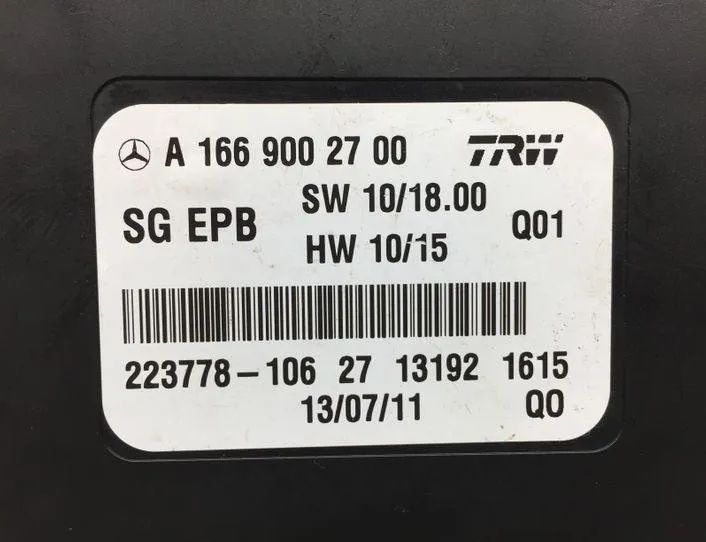 A 166 900 27 00 TRW
SG EPB SW 10/18.00 Q01
HW 10/15
223778-106 27 13192 1615
13/07/11 QO